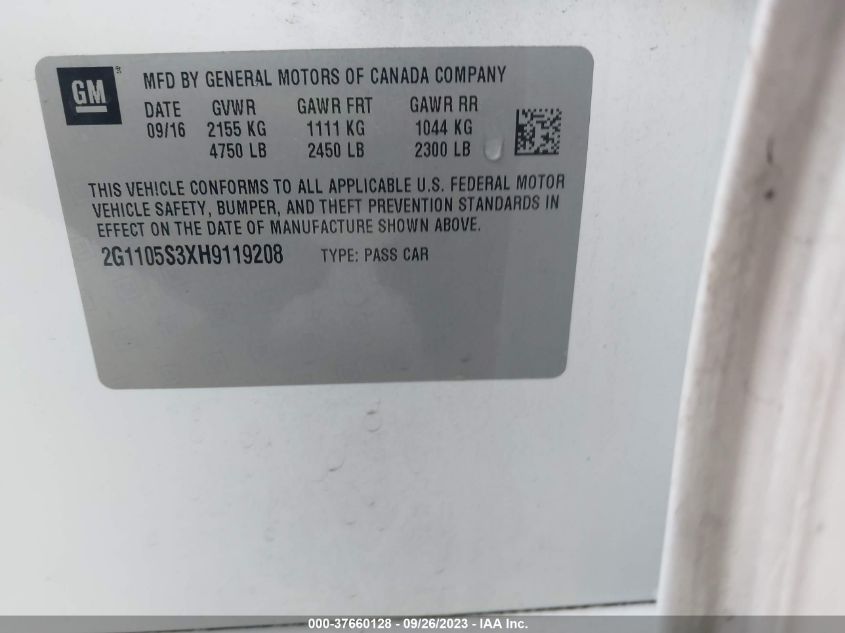 GM
MFD BY GENERAL MOTORS OF CANADA COMPANY
DATE GVWR GAWR FRT GAWR RR
09/16 2155 KG 1111 KG 1044 KG
4750 LB 2450 LB 2300 LB
THIS VEHICLE CONFORMS TO ALL APPLICABLE U.S. FEDERAL MOTOR
VEHICLE SAFETY, BUMPER, AND THEFT PREVENTION STANDARDS IN
EFFECT ON THE DATE OF MANUFACTURE SHOWN ABOVE.
2G1105S3XH9119208 TYPE: PASS CAR
000-37660128 - 09/26/2023 - IAA Inc.